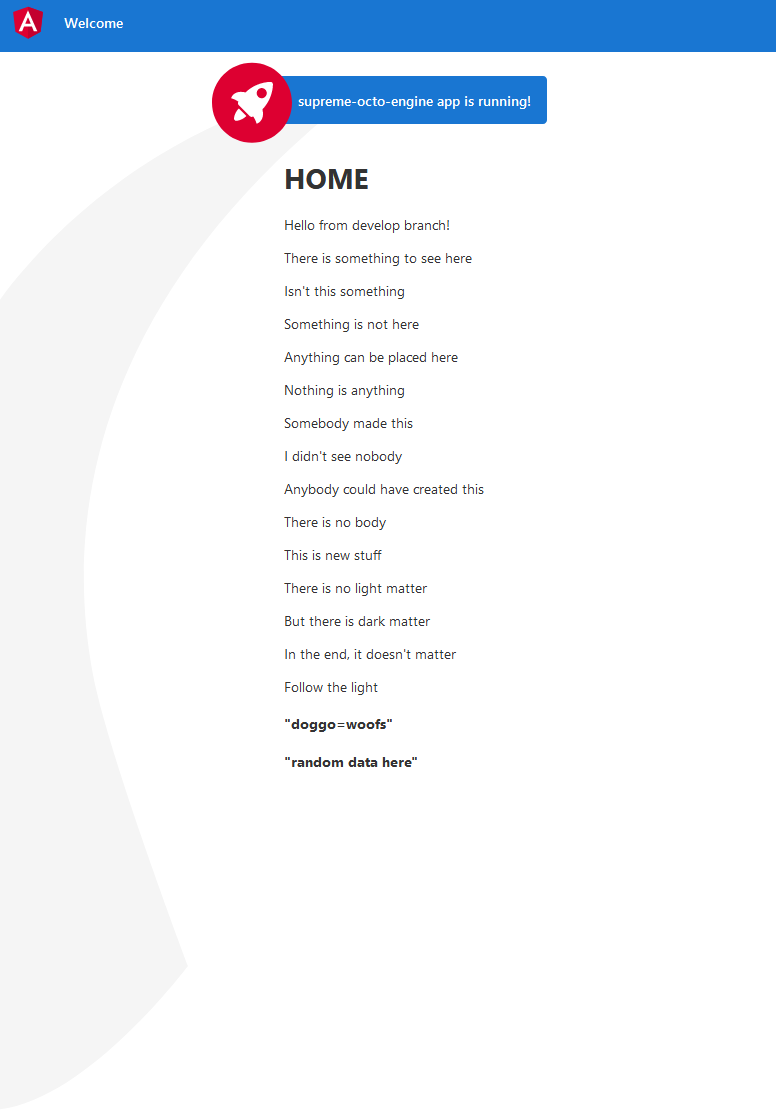 A
Welcome
supreme-octo-engine app is running!
HOME
Hello from develop branch!
There is something to see here
Isn't this something
Something is not here
Anything can be placed here
Nothing is anything
Somebody made this
I didn't see nobody
Anybody could have created this
There is no body
This is new stuff
There is no light matter
But there is dark matter
In the end, it doesn't matter
Follow the light
"doggo=woofs"
"random data here"